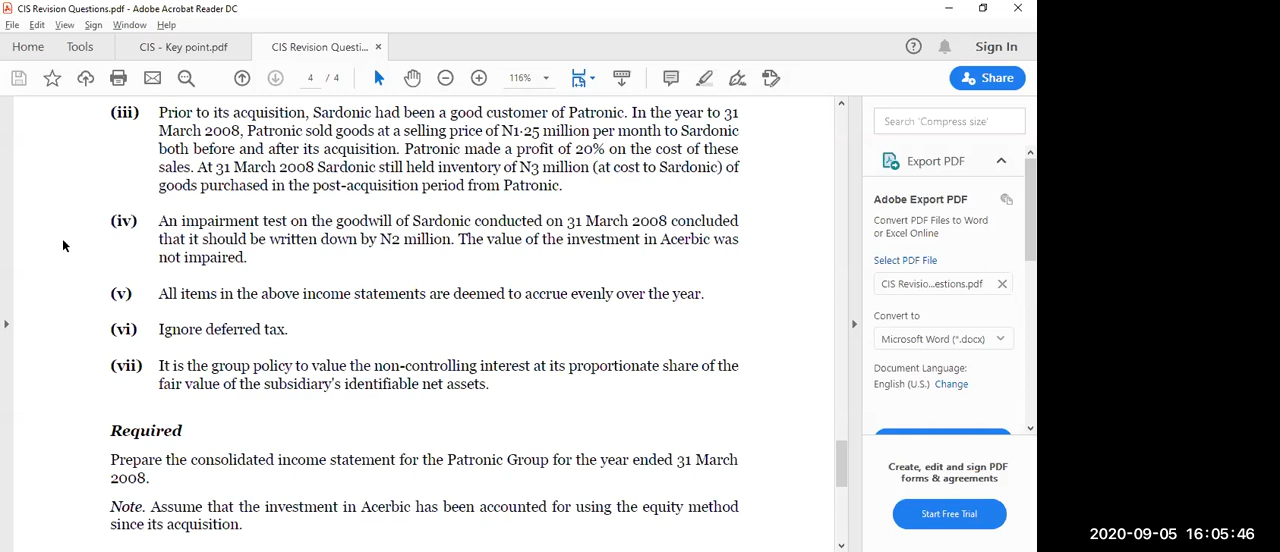 CIS Revision Questions.pdf - Adobe Acrobat Reader DC
File Edit View Sign Window Help
Home Tools CIS - Key point.pdf CIS Revision Questi... × Sign In
4 / 4 116% Share
(iii) Prior to its acquisition, Sardonic had been a good customer of Patronic. In the year to 31
March 2008, Patronic sold goods at a selling price of N1·25 million per month to Sardonic
both before and after its acquisition. Patronic made a profit of 20% on the cost of these
sales. At 31 March 2008 Sardonic still held inventory of N3 million (at cost to Sardonic) of
goods purchased in the post-acquisition period from Patronic.
(iv) An impairment test on the goodwill of Sardonic conducted on 31 March 2008 concluded
that it should be written down by N2 million. The value of the investment in Acerbic was
not impaired.
(v) All items in the above income statements are deemed to accrue evenly over the year.
(vi) Ignore deferred tax.
(vii) It is the group policy to value the non-controlling interest at its proportionate share of the
fair value of the subsidiary's identifiable net assets.
Required
Prepare the consolidated income statement for the Patronic Group for the year ended 31 March
2008.
Note. Assume that the investment in Acerbic has been accounted for using the equity method
since its acquisition.
Search 'Compress size'
Export PDF
Adobe Export PDF
Convert PDF Files to Word
or Excel Online
Select PDF File
CIS Revisio...estions.pdf
Convert to
Microsoft Word (*.docx)
Document Language:
English (U.S.) Change
Create, edit and sign PDF
forms & agreements
Start Free Trial
2020-09-05 16:05:46